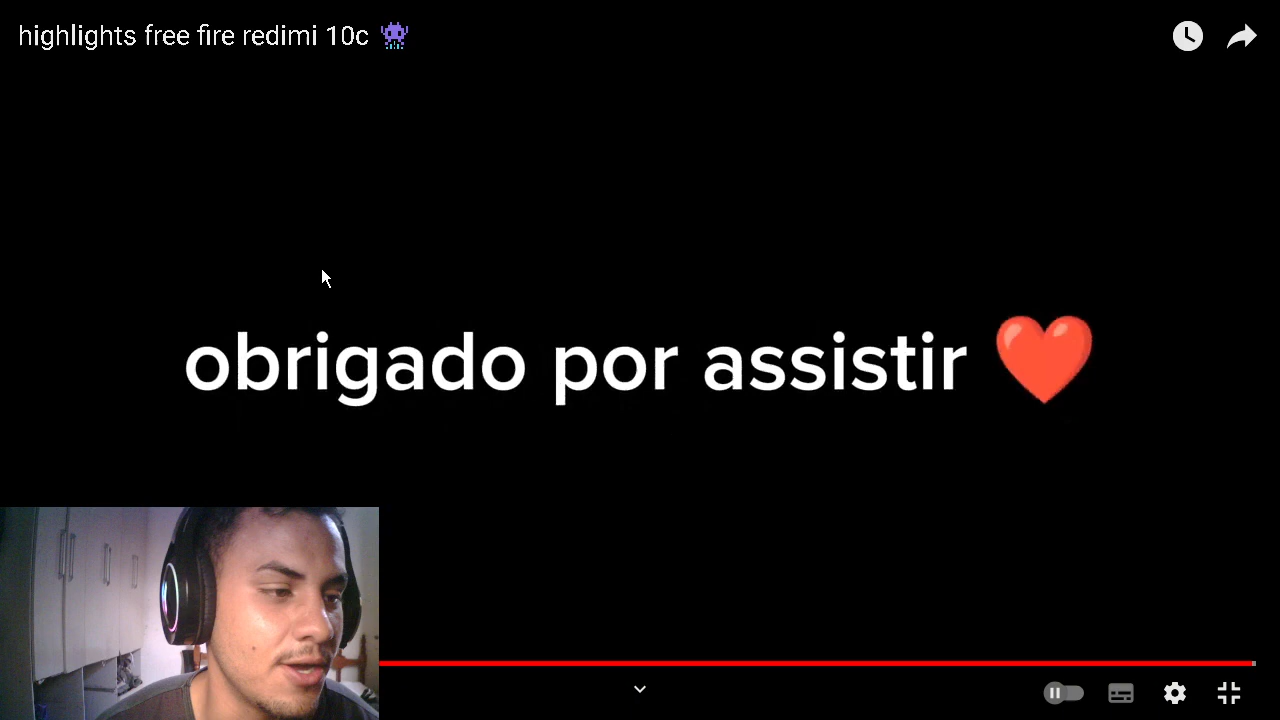 highlights free fire redimi 10c 👾
obrigado por assistir ❤️